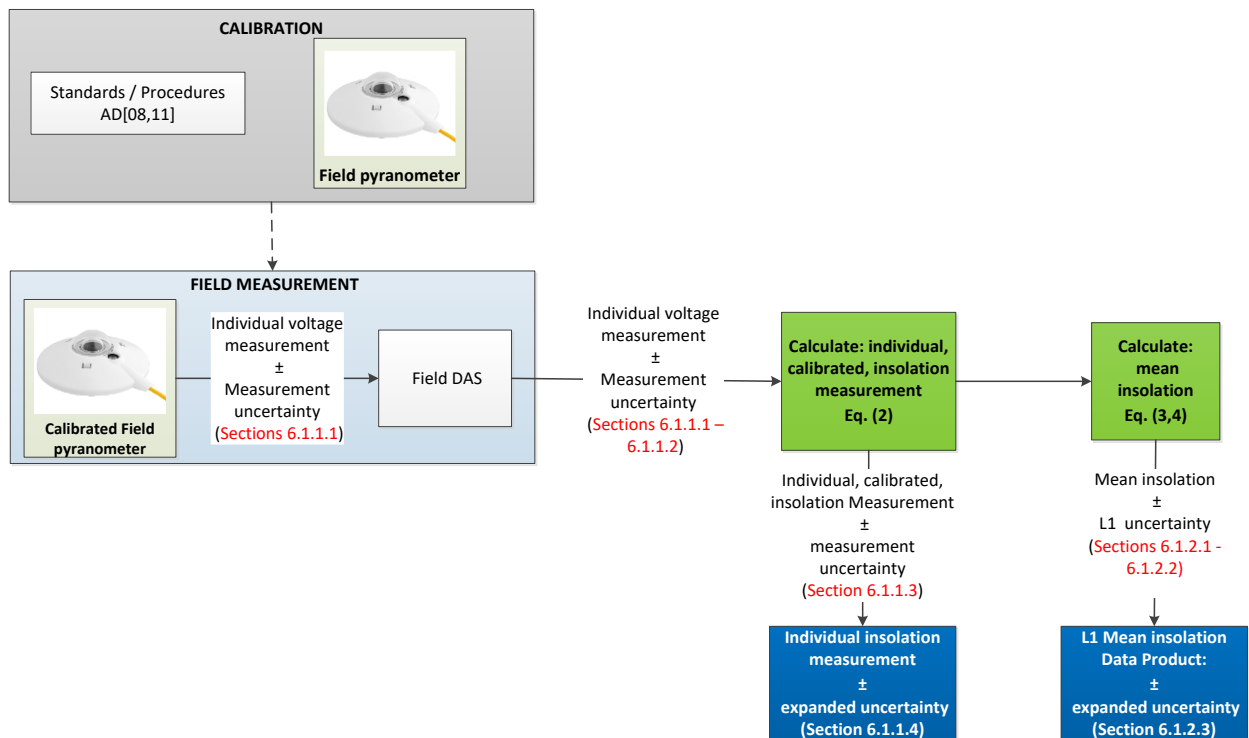 CALIBRATION
Standards / Procedures
AD[08,11]
Field pyranometer
FIELD MEASUREMENT
Calibrated Field
pyranometer
Individual voltage
measurement
±
Measurement
uncertainty
(Sections 6.1.1.1)
Field DAS
Individual voltage
measurement
±
Measurement
uncertainty
(Sections 6.1.1.1 –
6.1.1.2)
Calculate: individual,
calibrated, insolation
measurement
Eq. (2)
Calculate:
mean
insolation
Eq. (3,4)
Individual, calibrated,
insolation Measurement
±
measurement
uncertainty
(Section 6.1.1.3)
Mean insolation
±
L1 uncertainty
(Sections 6.1.2.1 -
6.1.2.2)
Individual insolation
measurement
±
expanded uncertainty
(Section 6.1.1.4)
L1 Mean insolation
Data Product:
±
expanded uncertainty
(Section 6.1.2.3)